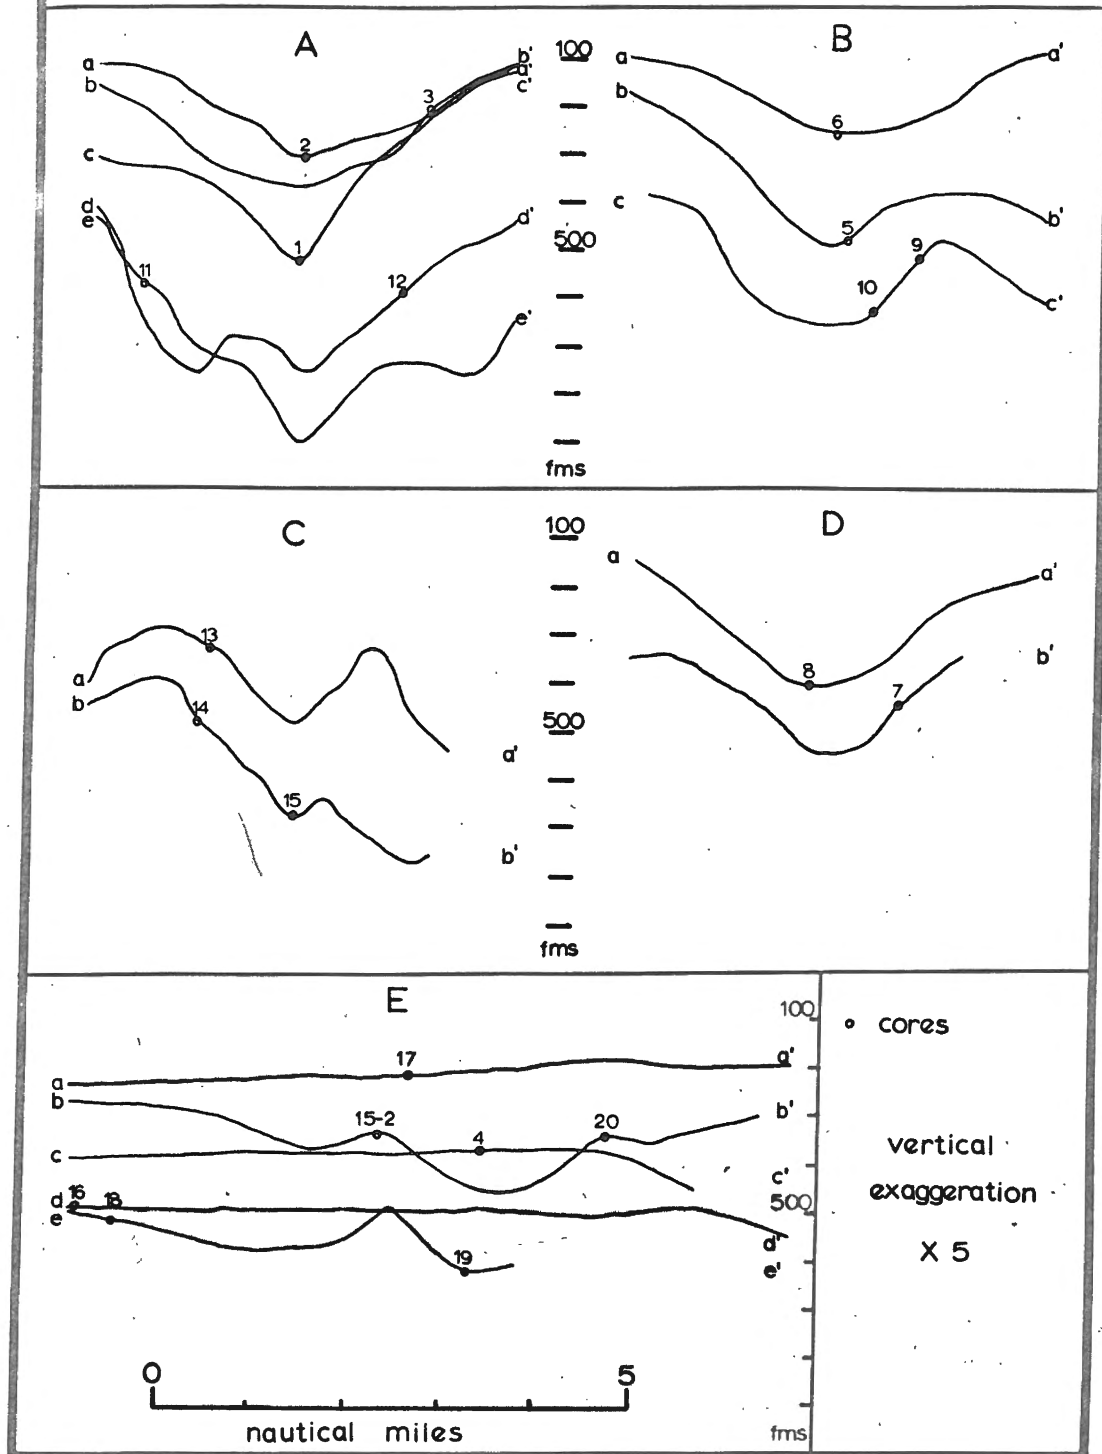 A
B
a
b
c
d
e
b'
a'
c'
d'
e'
2
3
1
11
12
100
500
fms
a
b
c
a'
b'
c'
6
5
9
10
C
D
a
b
13
14
15
a'
b'
100
500
fms
a
a'
b'
8
7
E
a
b
c
d
e
17
15-2
4
20
16
18
19
a'
b'
c'
d'
e'
100
500
fms
0
5
nautical miles
cores
vertical
exaggeration
X 5